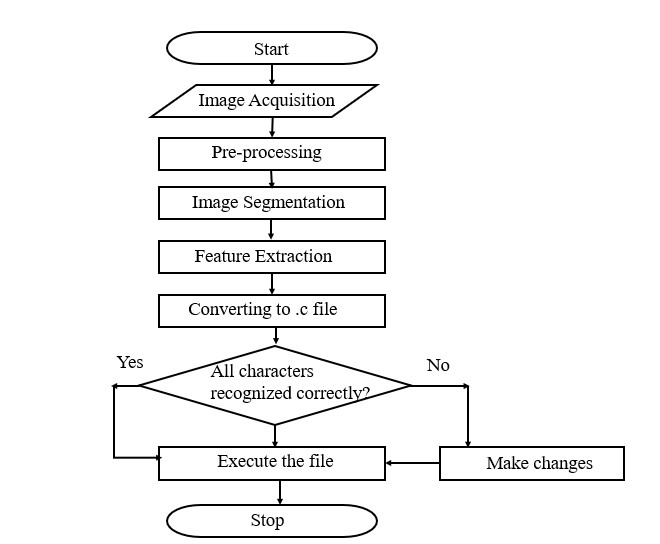 Start
Image Acquisition
Pre-processing
Image Segmentation
Feature Extraction
Converting to .c file
Yes
All characters
recognized correctly?
No
Execute the file
Make changes
Stop